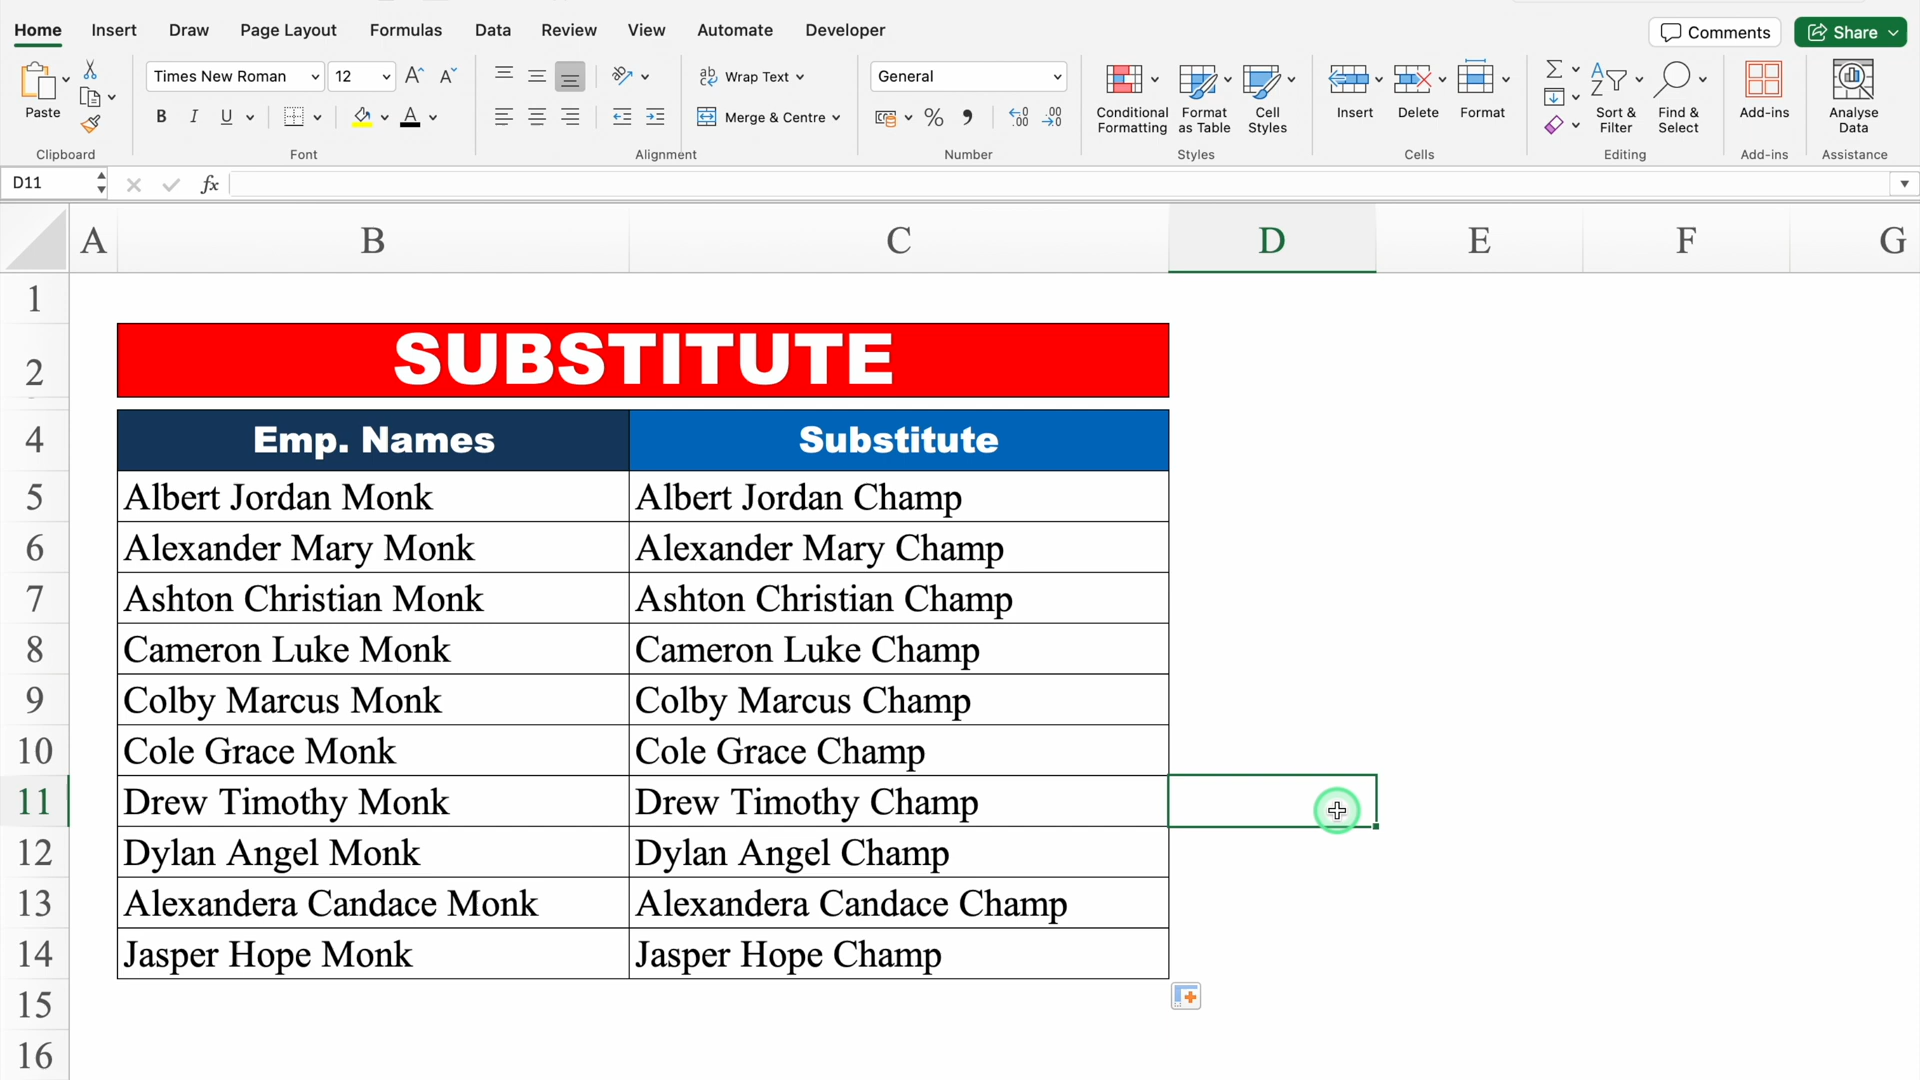 Home Insert Draw Page Layout Formulas Data Review View Automate Developer Comments Share
Times New Roman 12 ab Wrap Text General
Paste B I U A Merge & Centre % Conditional Formatting Format as Table Cell Styles Insert Delete Format Sort & Filter Find & Select Add-ins Analyse Data
Clipboard Font Alignment Number Styles Cells Editing Add-ins Assistance
D11 fx
A B C D E F G
1
2 SUBSTITUTE
4 Emp. Names Substitute
5 Albert Jordan Monk Albert Jordan Champ
6 Alexander Mary Monk Alexander Mary Champ
7 Ashton Christian Monk Ashton Christian Champ
8 Cameron Luke Monk Cameron Luke Champ
9 Colby Marcus Monk Colby Marcus Champ
10 Cole Grace Monk Cole Grace Champ
11 Drew Timothy Monk Drew Timothy Champ
12 Dylan Angel Monk Dylan Angel Champ
13 Alexandera Candace Monk Alexandera Candace Champ
14 Jasper Hope Monk Jasper Hope Champ
15
16